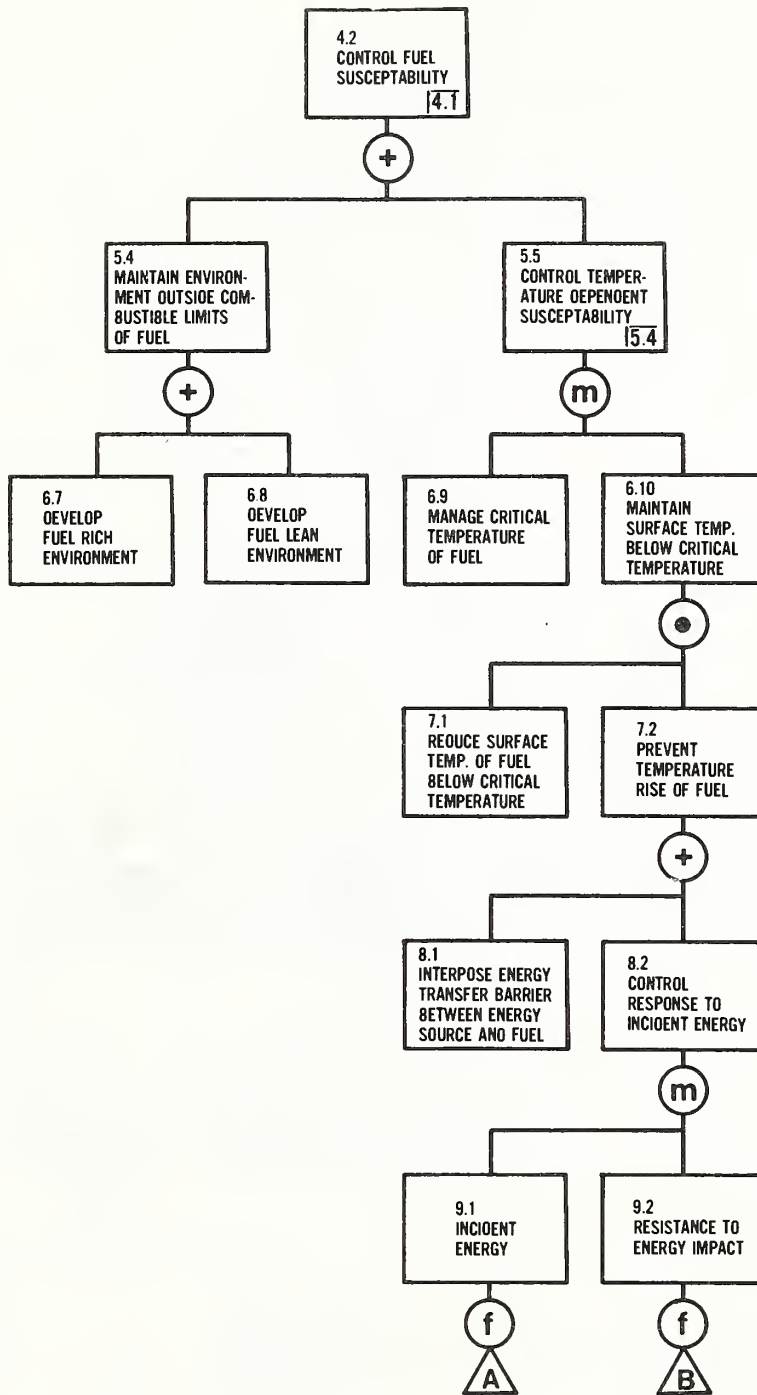 4.2
CONTROL FUEL
SUSCEPTABILITY
4.1
+
5.4
MAINTAIN ENVIRON-
MENT OUTSIOE COM-
8USTI8LE LIMITS
OF FUEL
5.5
CONTROL TEMPER-
ATURE OEPENOENT
SUSCEPTA8ILITY
5.4
+
m
6.7
OEVELOP
FUEL RICH
ENVIRONMENT
6.8
OEVELOP
FUEL LEAN
ENVIRONMENT
6.9
MANAGE CRITICAL
TEMPERATURE
OF FUEL
6.10
MAINTAIN
SURFACE TEMP.
BELOW CRITICAL
TEMPERATURE
7.1
REOUCE SURFACE
TEMP. OF FUEL
8ELOW CRITICAL
TEMPERATURE
7.2
PREVENT
TEMPERATURE
RISE OF FUEL
+
8.1
INTERPOSE ENERGY
TRANSFER BARRIER
8ETWEEN ENERGY
SOURCE ANO FUEL
8.2
CONTROL
RESPONSE TO
INCIOENT ENERGY
m
9.1
INCIOENT
ENERGY
9.2
RESISTANCE TO
ENERGY IMPACT
f
f
A
B